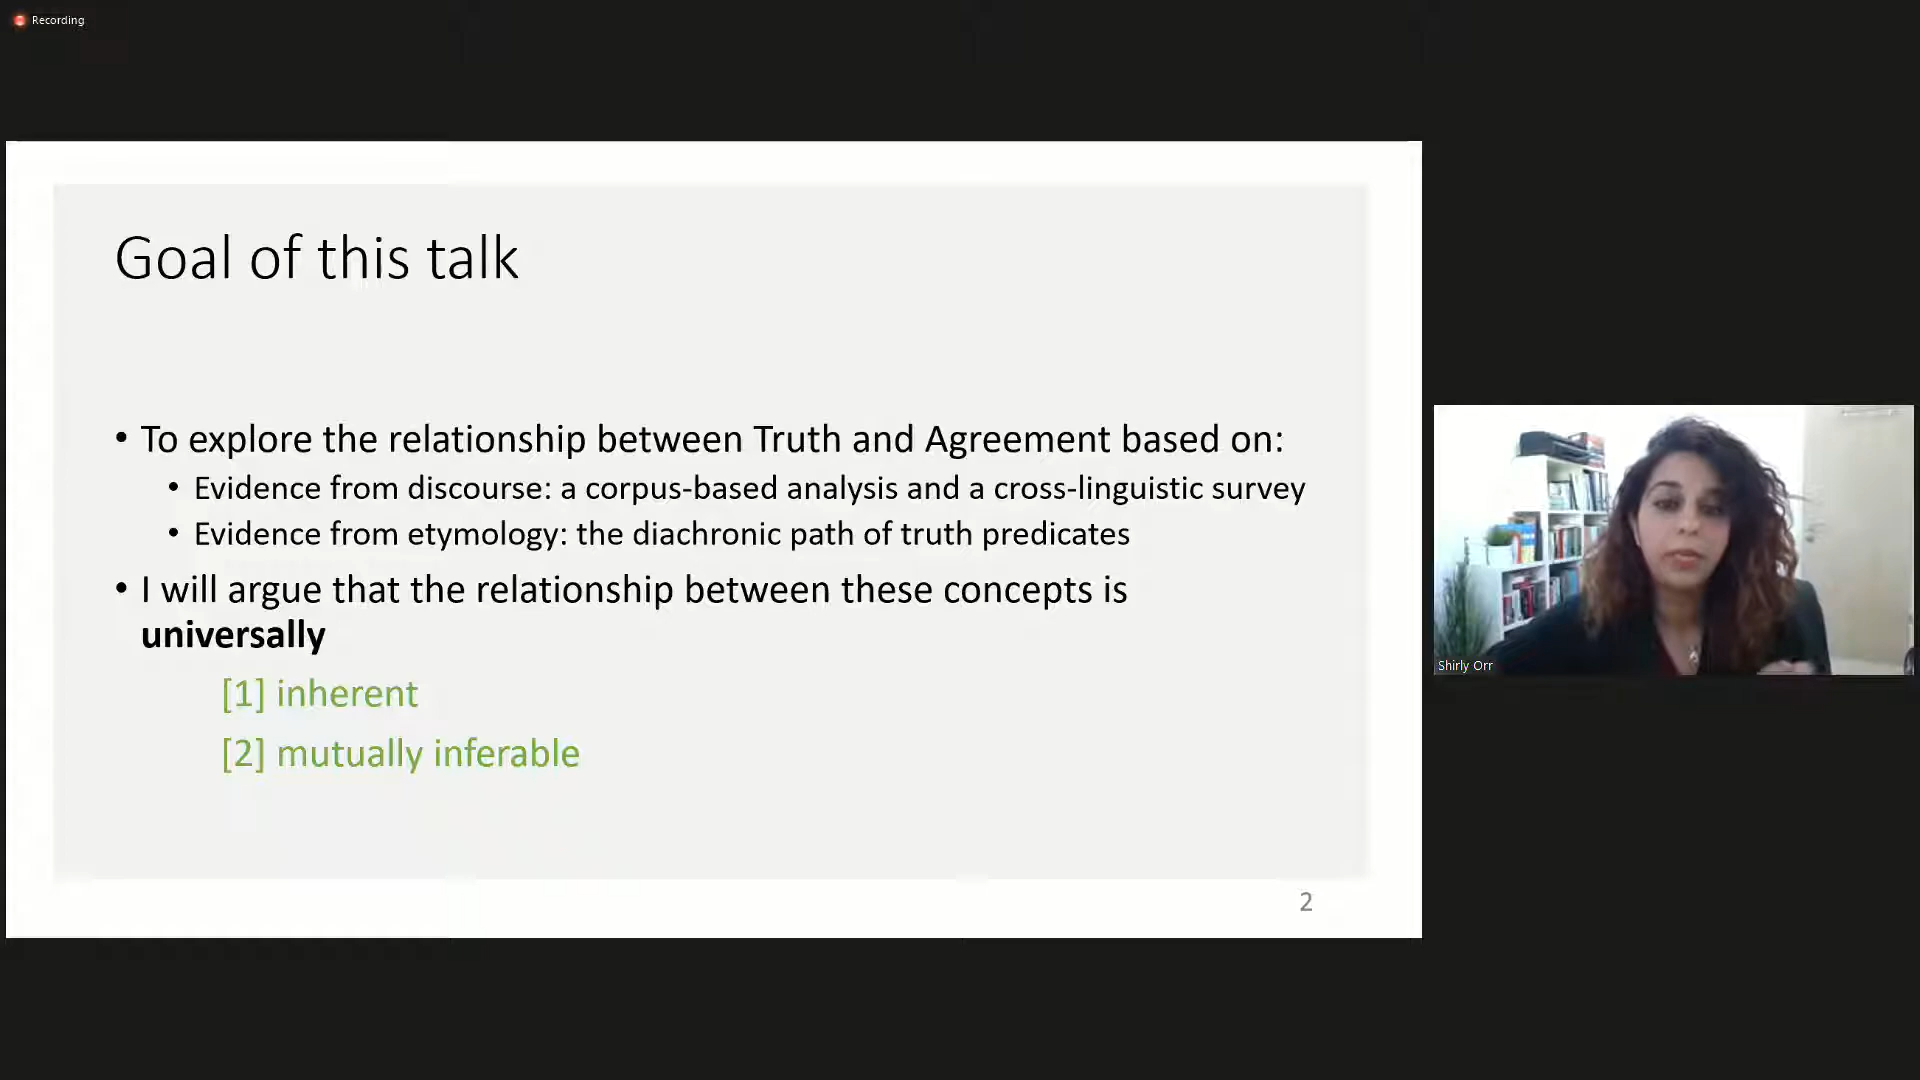 Recording
Goal of this talk
• To explore the relationship between Truth and Agreement based on:
• Evidence from discourse: a corpus-based analysis and a cross-linguistic survey
• Evidence from etymology: the diachronic path of truth predicates
• I will argue that the relationship between these concepts is
universally
[1] inherent
[2] mutually inferable
2
Shirly Orr